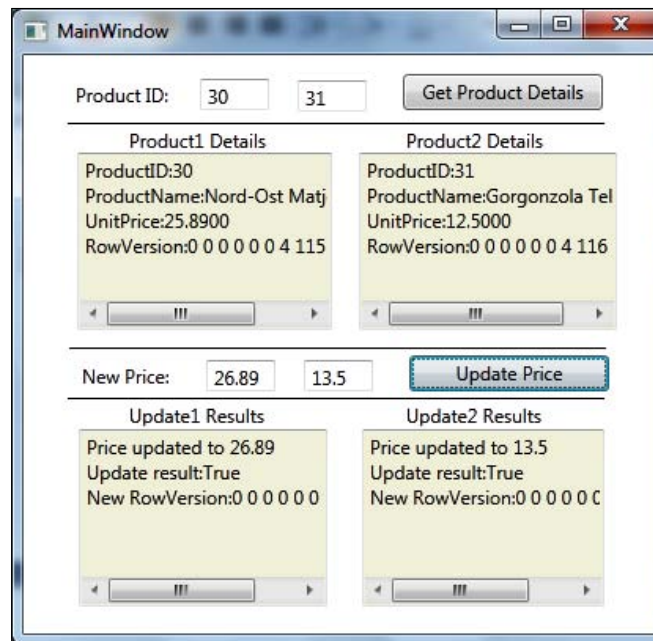 MainWindow
Product ID: 30 31 Get Product Details
Product1 Details Product2 Details
ProductID:30
ProductName:Nord-Ost Matj
UnitPrice:25.8900
RowVersion:0 0 0 0 0 0 4 115
ProductID:31
ProductName:Gorgonzola Tel
UnitPrice:12.5000
RowVersion:0 0 0 0 0 0 4 116
New Price: 26.89 13.5 Update Price
Update1 Results Update2 Results
Price updated to 26.89
Update result:True
New RowVersion:0 0 0 0 0 0
Price updated to 13.5
Update result:True
New RowVersion:0 0 0 0 0